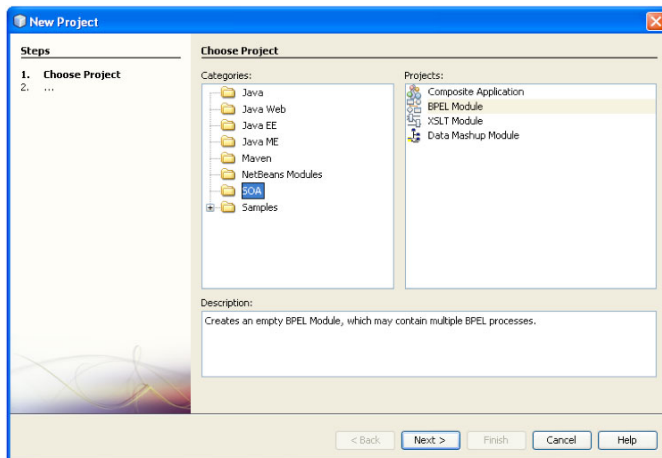 New Project
Steps
1. Choose Project
2. ...
Choose Project
Categories:
Java
Java Web
Java EE
Java ME
Maven
NetBeans Modules
SOA
Samples
Projects:
Composite Application
BPEL Module
XSLT Module
Data Mashup Module
Description:
Creates an empty BPEL Module, which may contain multiple BPEL processes.
< Back Next > Finish Cancel Help